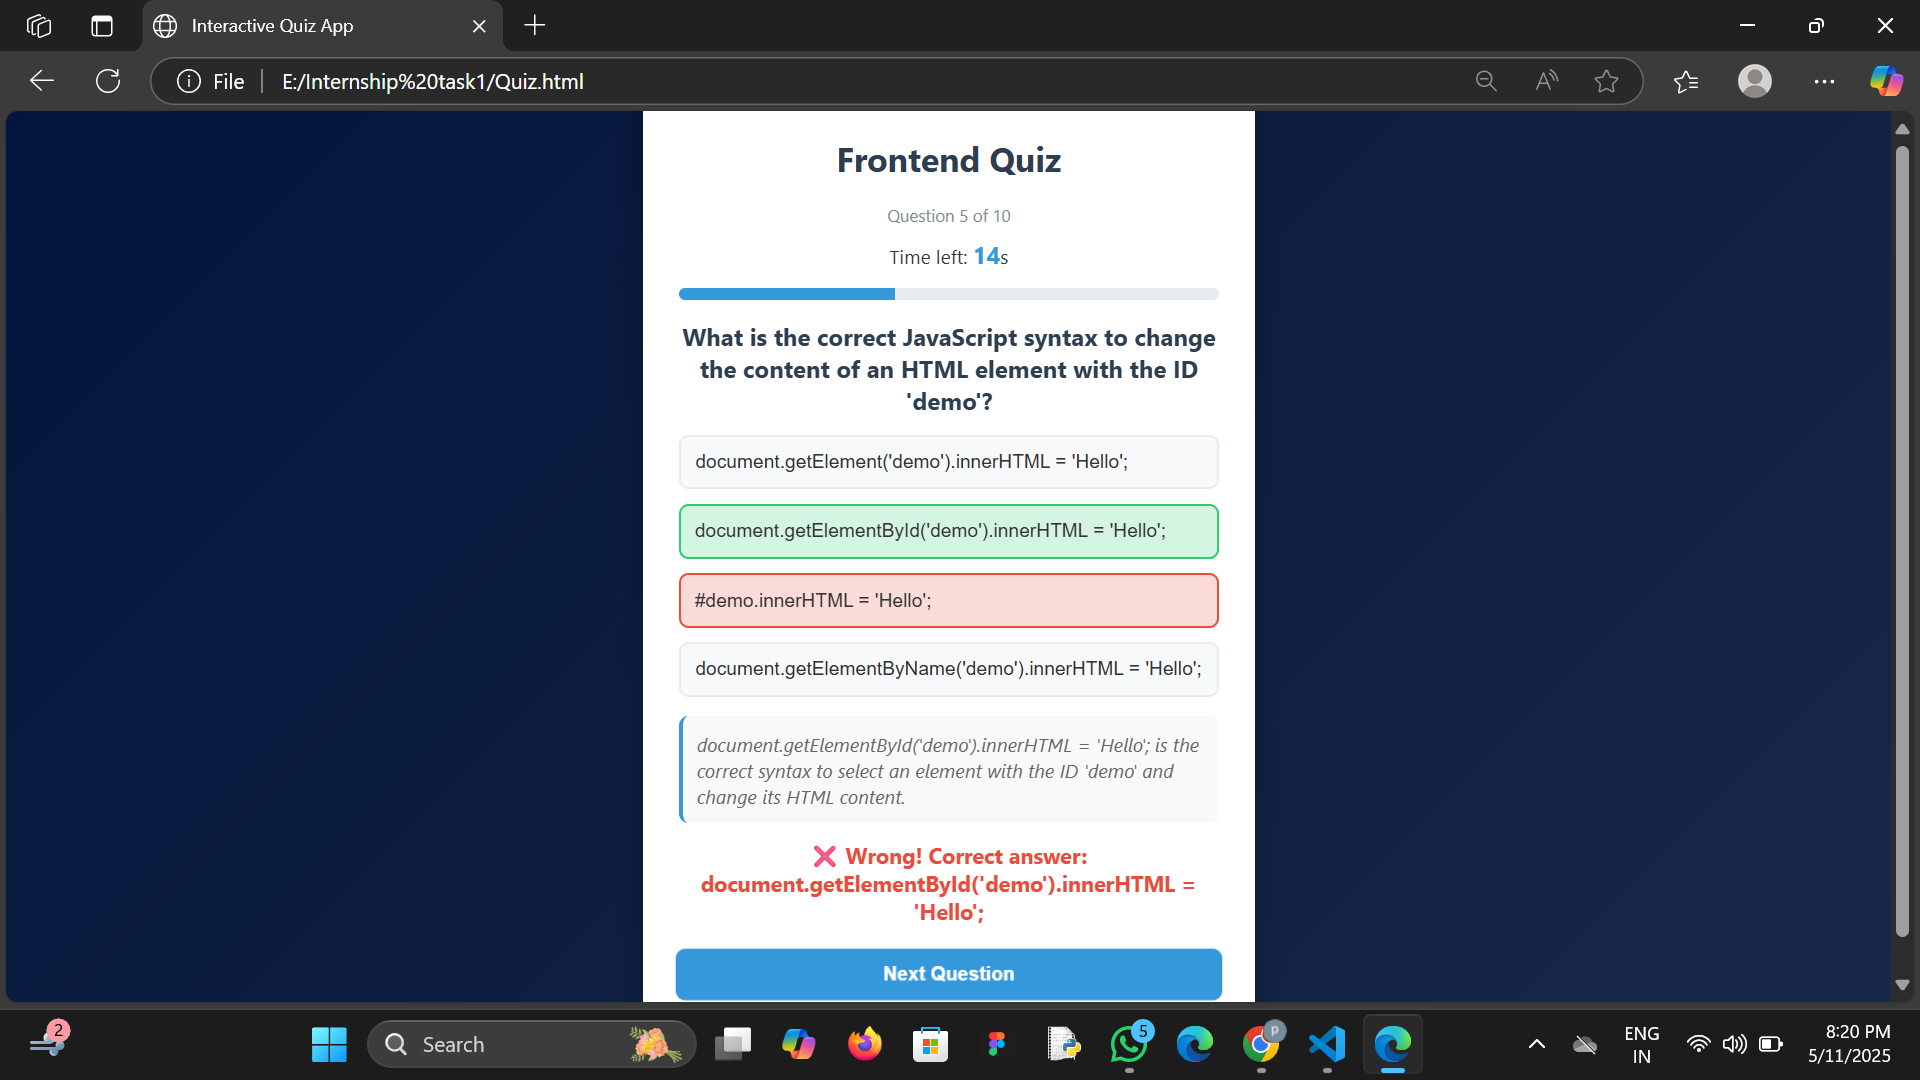 Interactive Quiz App
File
E:/Internship%20task1/Quiz.html
Frontend Quiz
Question 5 of 10
Time left: 14s
What is the correct JavaScript syntax to change
the content of an HTML element with the ID
'demo'?
document.getElement('demo').innerHTML = 'Hello';
document.getElementById('demo').innerHTML = 'Hello';
#demo.innerHTML = 'Hello';
document.getElementByName('demo').innerHTML = 'Hello';
document.getElementById('demo').innerHTML = 'Hello'; is the
correct syntax to select an element with the ID 'demo' and
change its HTML content.
❌ Wrong! Correct answer:
document.getElementById('demo').innerHTML =
'Hello';
Next Question
2
Search
5
p
ENG
IN
8:20 PM
5/11/2025